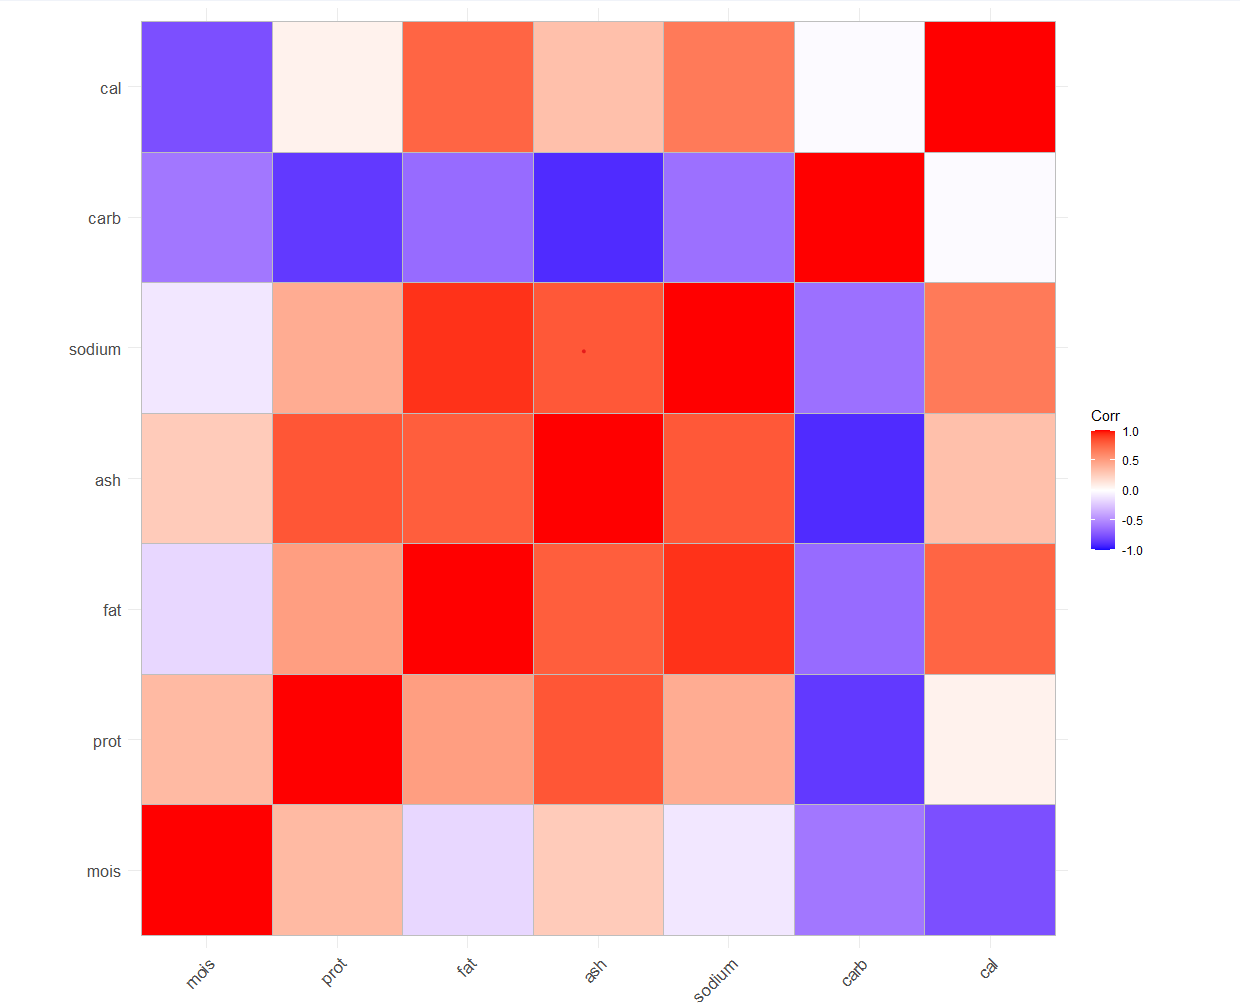 cal
carb
sodium
ash
fat
prot
mois
mois prot fat ash sodium carb cal
Corr
1.0
0.5
0.0
-0.5
-1.0